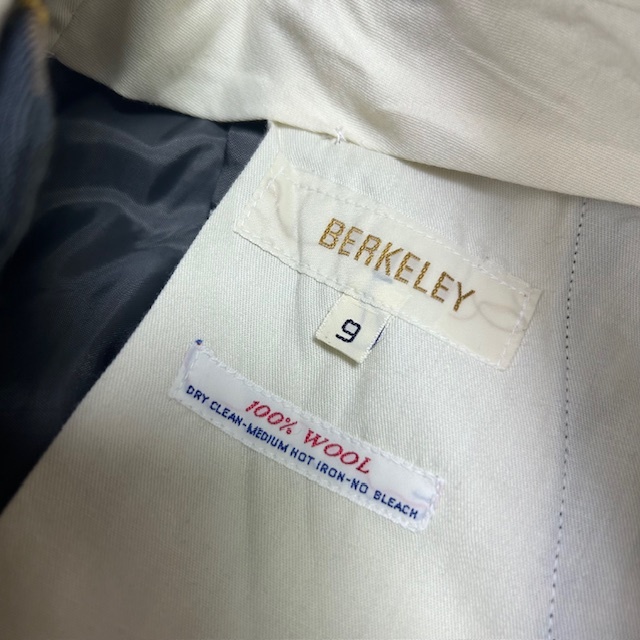 BERKELEY
9
100% WOOL
DRY CLEAN-MEDIUM HOT IRON-NO BLEACH